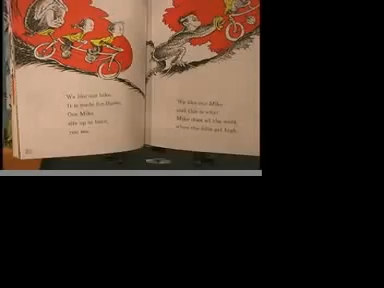 We like our bike.
It is made for three.
Our Mike
sits up in back,
you see.
We like our Mike
and this is why:
Mike does all the work
when the hills get high.
20